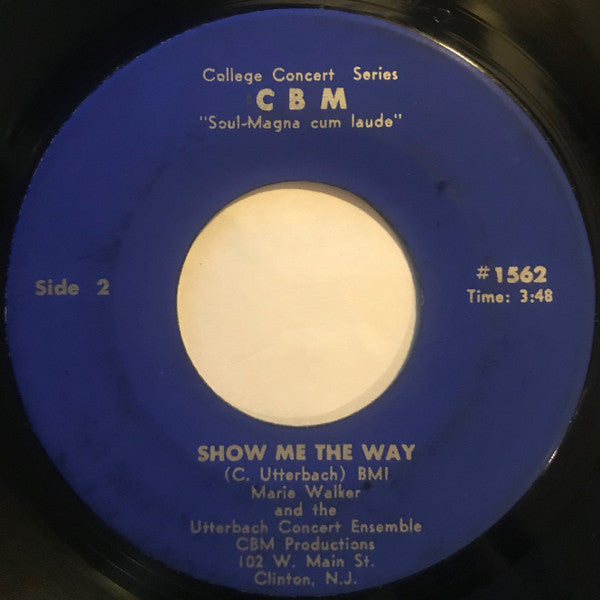 College Concert Series
C B M
"Soul-Magna cum laude"
Side 2
#1562
Time: 3:48
SHOW ME THE WAY
(C. Utterbach) BMI
Marie Walker
and the
Utterbach Concert Ensemble
CBM Productions
102 W. Main St.
Clinton, N.J.